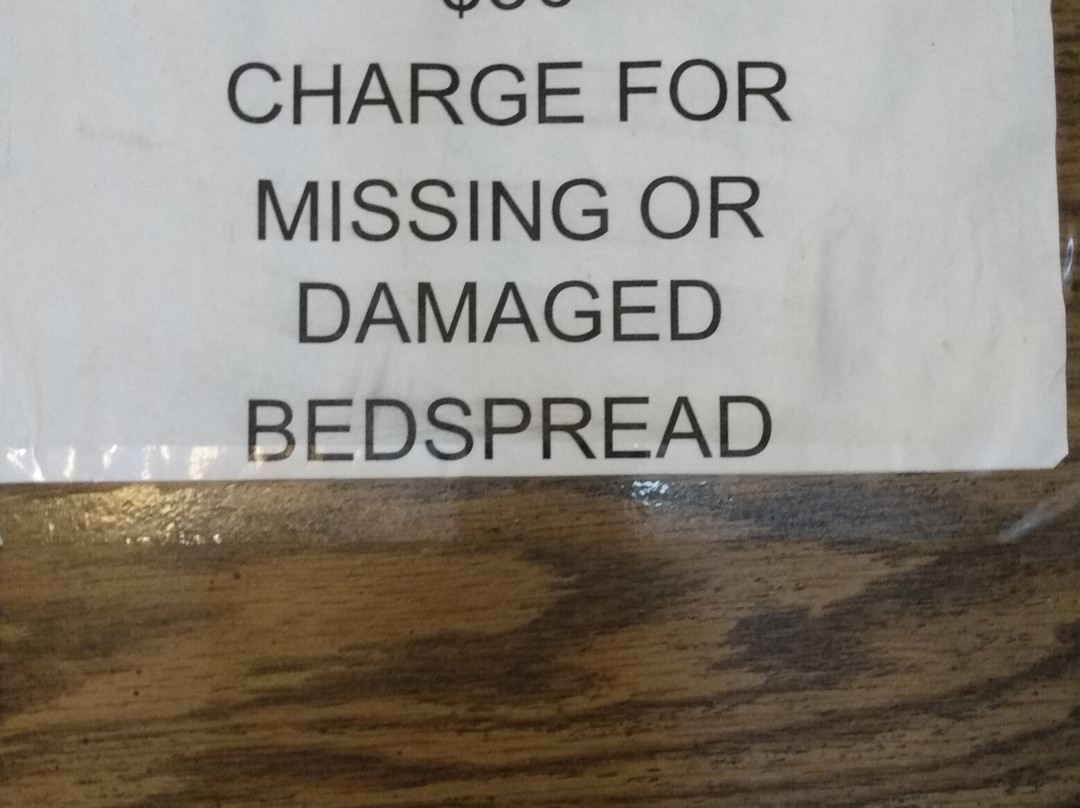 CHARGE FOR
MISSING OR
DAMAGED
BEDSPREAD